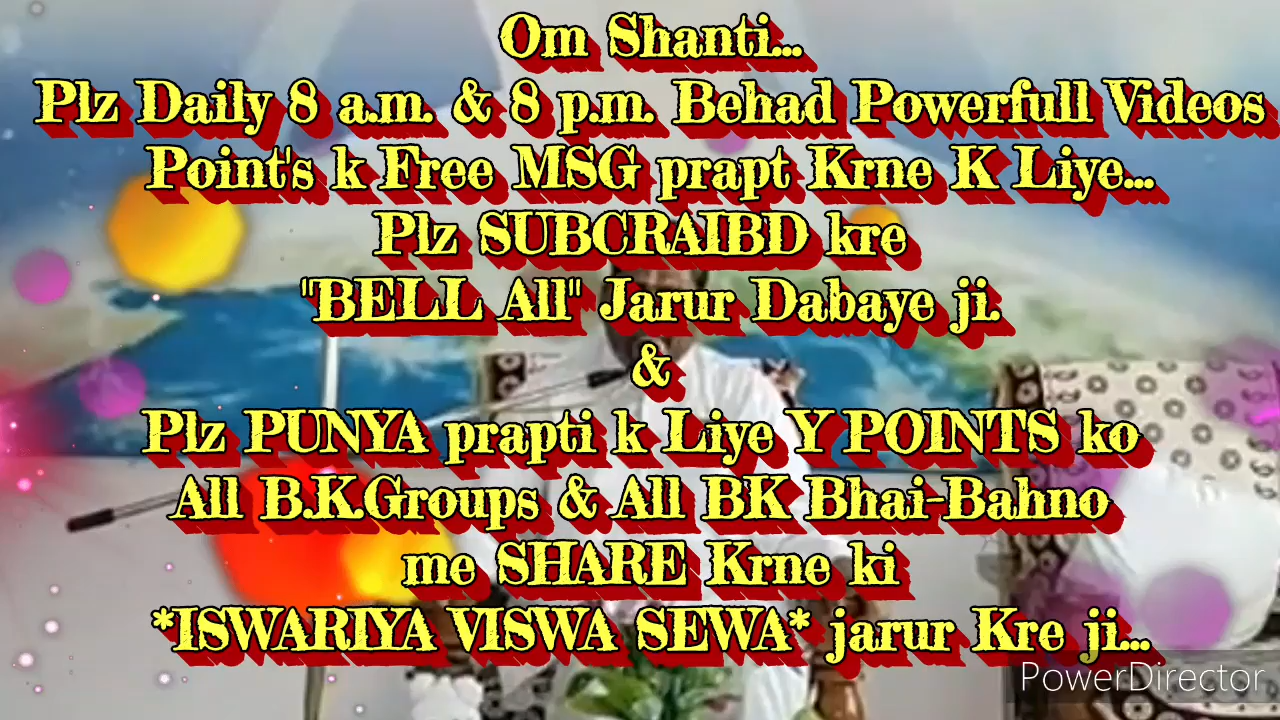 Om Shanti...
Plz Daily 8 a.m. & 8 p.m. Behad Powerfull Videos
Point's k Free MSG prapt Krne K Liye...
Plz SUBCRAIBD kre
"BELL All" Jarur Dabaye ji.
&
Plz PUNYA prapti k Liye Y POINTS ko
All B.K.Groups & All BK Bhai-Bahno
me SHARE Krne ki
*ISWARIYA VISWA SEWA* jarur Kre ji...
PowerDirector